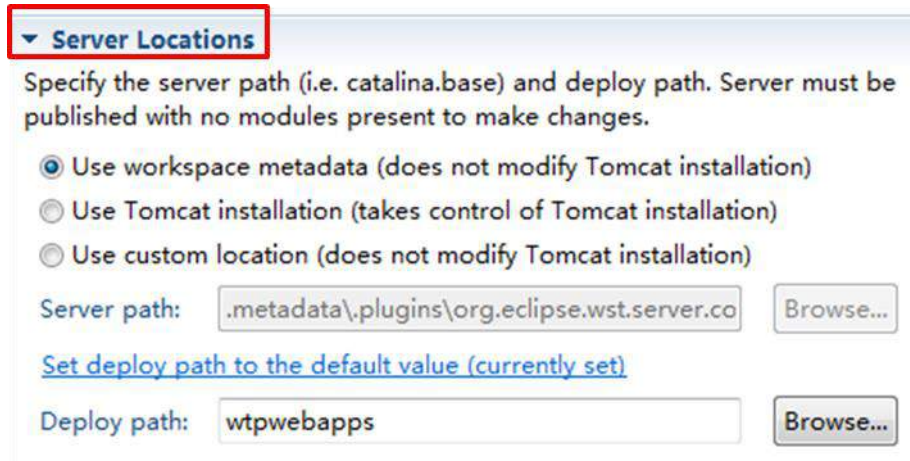 Server Locations
Specify the server path (i.e. catalina.base) and deploy path. Server must be
published with no modules present to make changes.
Use workspace metadata (does not modify Tomcat installation)
Use Tomcat installation (takes control of Tomcat installation)
Use custom location (does not modify Tomcat installation)
Server path: .metadata\.plugins\org.eclipse.wst.server.co Browse...
Set deploy path to the default value (currently set)
Deploy path: wtpwebapps Browse...